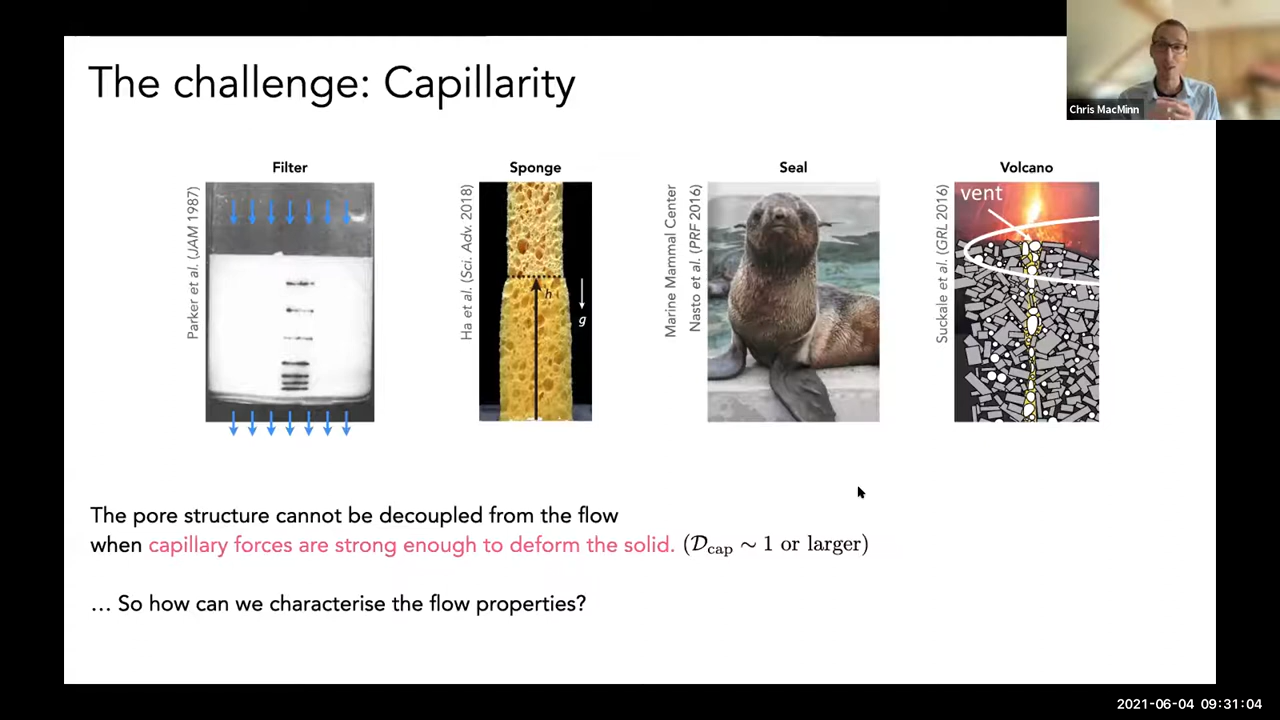 The challenge: Capillarity
Chris MacMinn
Filter
Sponge
Seal
Volcano
Parker et al. (JAM 1987)
Ha et al. (Sci. Adv. 2018)
h
g
Marine Mammal Center
Nasto et al. (PRF 2016)
Suckale et al. (GRL 2016)
vent
The pore structure cannot be decoupled from the flow
when capillary forces are strong enough to deform the solid. (𝒟cap ∼ 1 or larger)
… So how can we characterise the flow properties?
2021-06-04 09:31:04